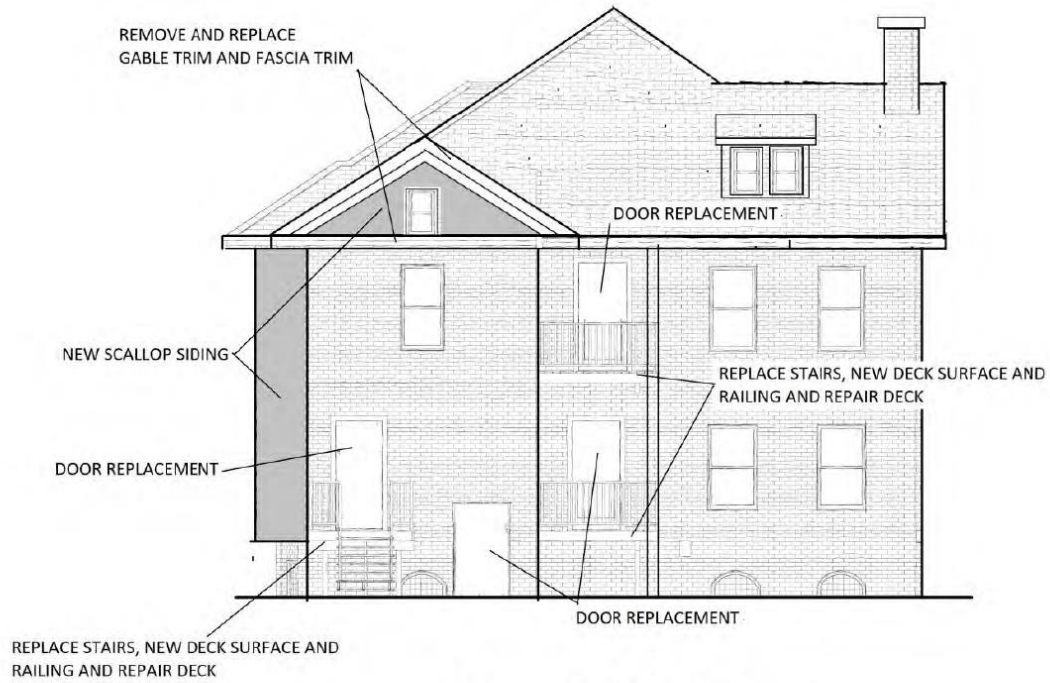 REMOVE AND REPLACE
GABLE TRIM AND FASCIA TRIM
DOOR REPLACEMENT
NEW SCALLOP SIDING
REPLACE STAIRS, NEW DECK SURFACE AND
RAILING AND REPAIR DECK
DOOR REPLACEMENT
DOOR REPLACEMENT
REPLACE STAIRS, NEW DECK SURFACE AND
RAILING AND REPAIR DECK